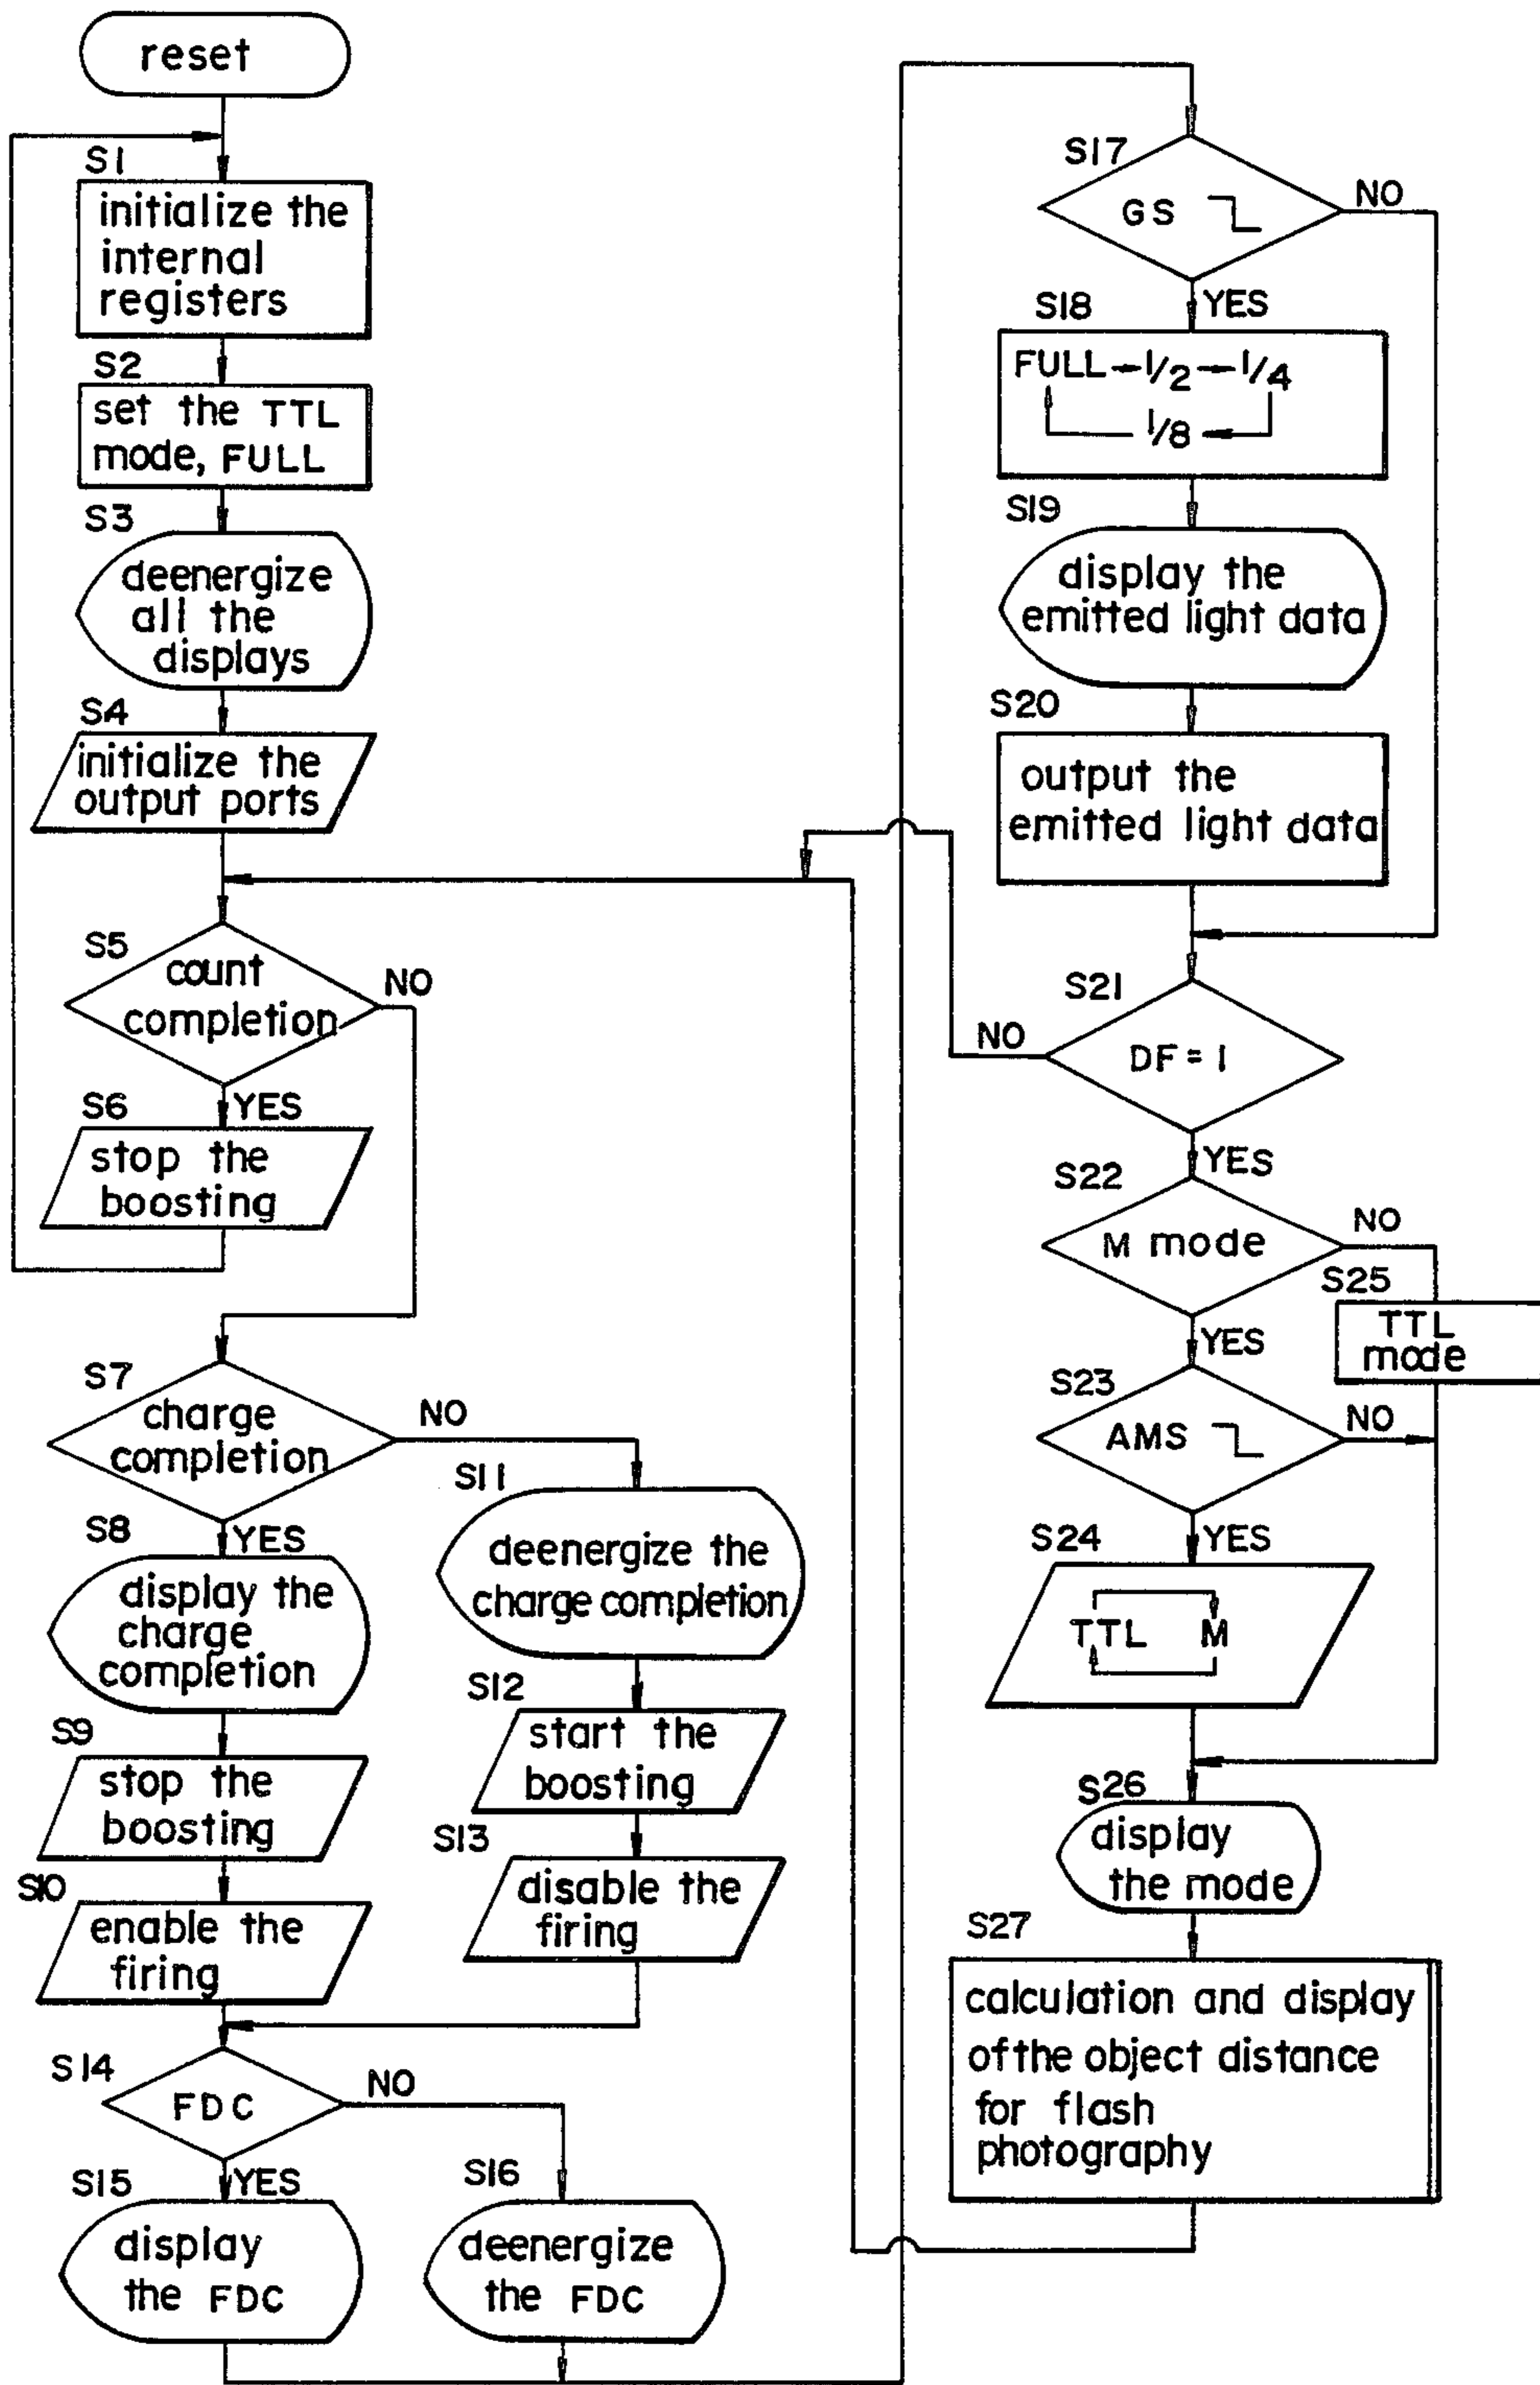 reset
S1
initialize the
internal
registers
S2
set the TTL
mode, FULL
S3
deenergize
all the
displays
S4
initialize the
output ports
S5
count
completion
NO
S6
YES
stop the
boosting
S7
charge
completion
NO
S8
YES
display the
charge
completion
S9
stop the
boosting
S10
enable the
firing
S11
deenergize the
charge completion
S12
start the
boosting
S13
disable the
firing
S14
FDC
NO
S15
YES
display
the FDC
S16
deenergize
the FDC
S17
GS
NO
S18
YES
FULL 1/2 1/4
1/8
S19
display the
emitted light data
S20
output the
emitted light data
S21
NO
DF = 1
S22
YES
M mode
NO
S25
TTL
mode
S23
YES
AMS
NO
S24
YES
TTL M
S26
display
the mode
S27
calculation and display
of the object distance
for flash
photography